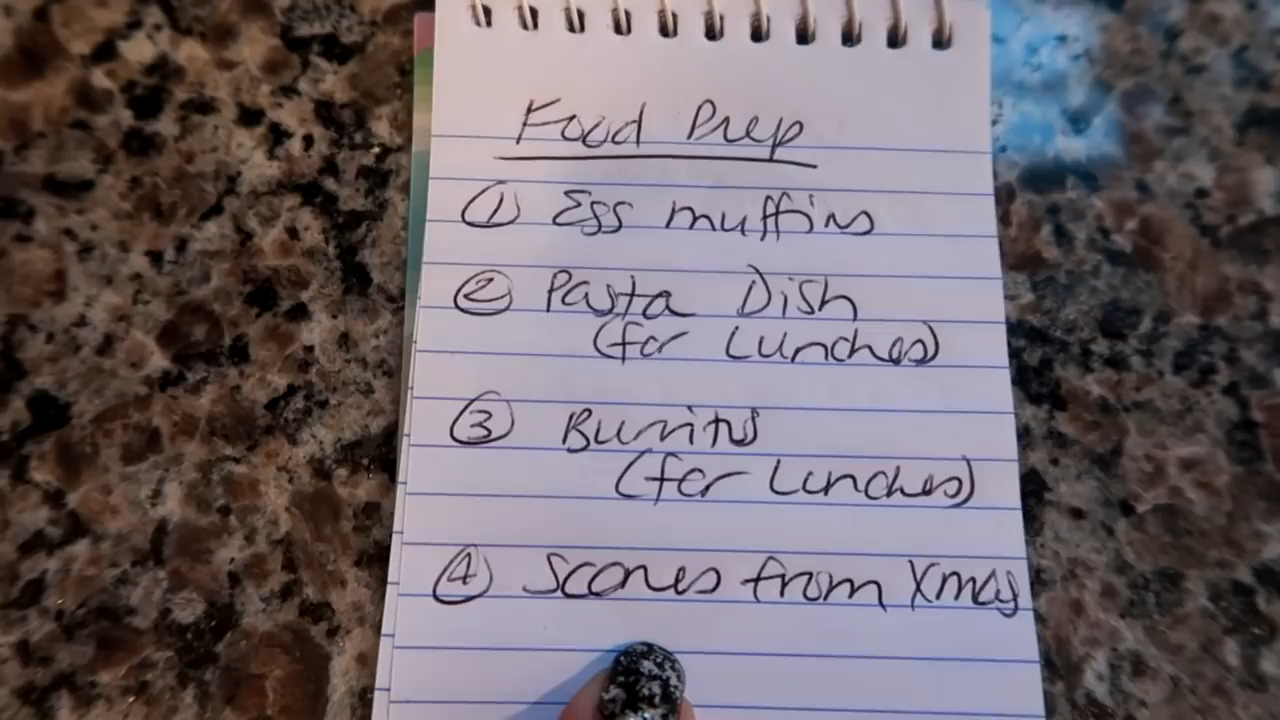 Food Prep
① Egg muffins
② Pasta Dish
(for Lunches)
③ Burritos
(for Lunches)
④ Scones from Xmas